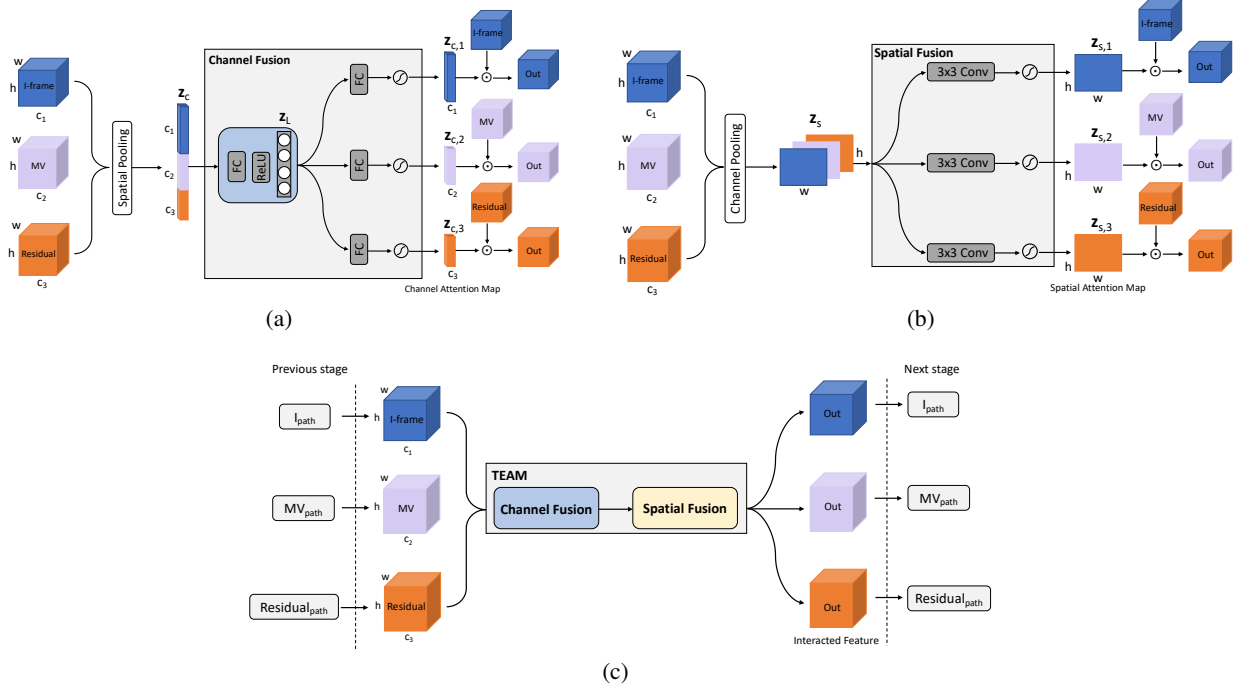 w
h
I-frame
c1
w
h
MV
c2
w
h
Residual
c3
Spatial Pooling
zc
c1
c2
c3
Channel Fusion
zL
FC
ReLU
FC
FC
FC
zc,1
c1
I-frame
Out
zc,2
c2
MV
Out
zc,3
c3
Residual
Out
Channel Attention Map
(a)
w
h
I-frame
c1
w
h
MV
c2
w
h
Residual
c3
Channel Pooling
zs
h
w
Spatial Fusion
3x3 Conv
3x3 Conv
3x3 Conv
zs,1
h
w
I-frame
Out
zs,2
h
w
MV
Out
zs,3
h
w
Residual
Out
Spatial Attention Map
(b)
Previous stage
Ipath
MVpath
Residualpath
w
h
I-frame
c1
w
h
MV
c2
w
h
Residual
c3
TEAM
Channel Fusion
Spatial Fusion
Out
Out
Out
Interacted Feature
Next stage
Ipath
MVpath
Residualpath
(c)